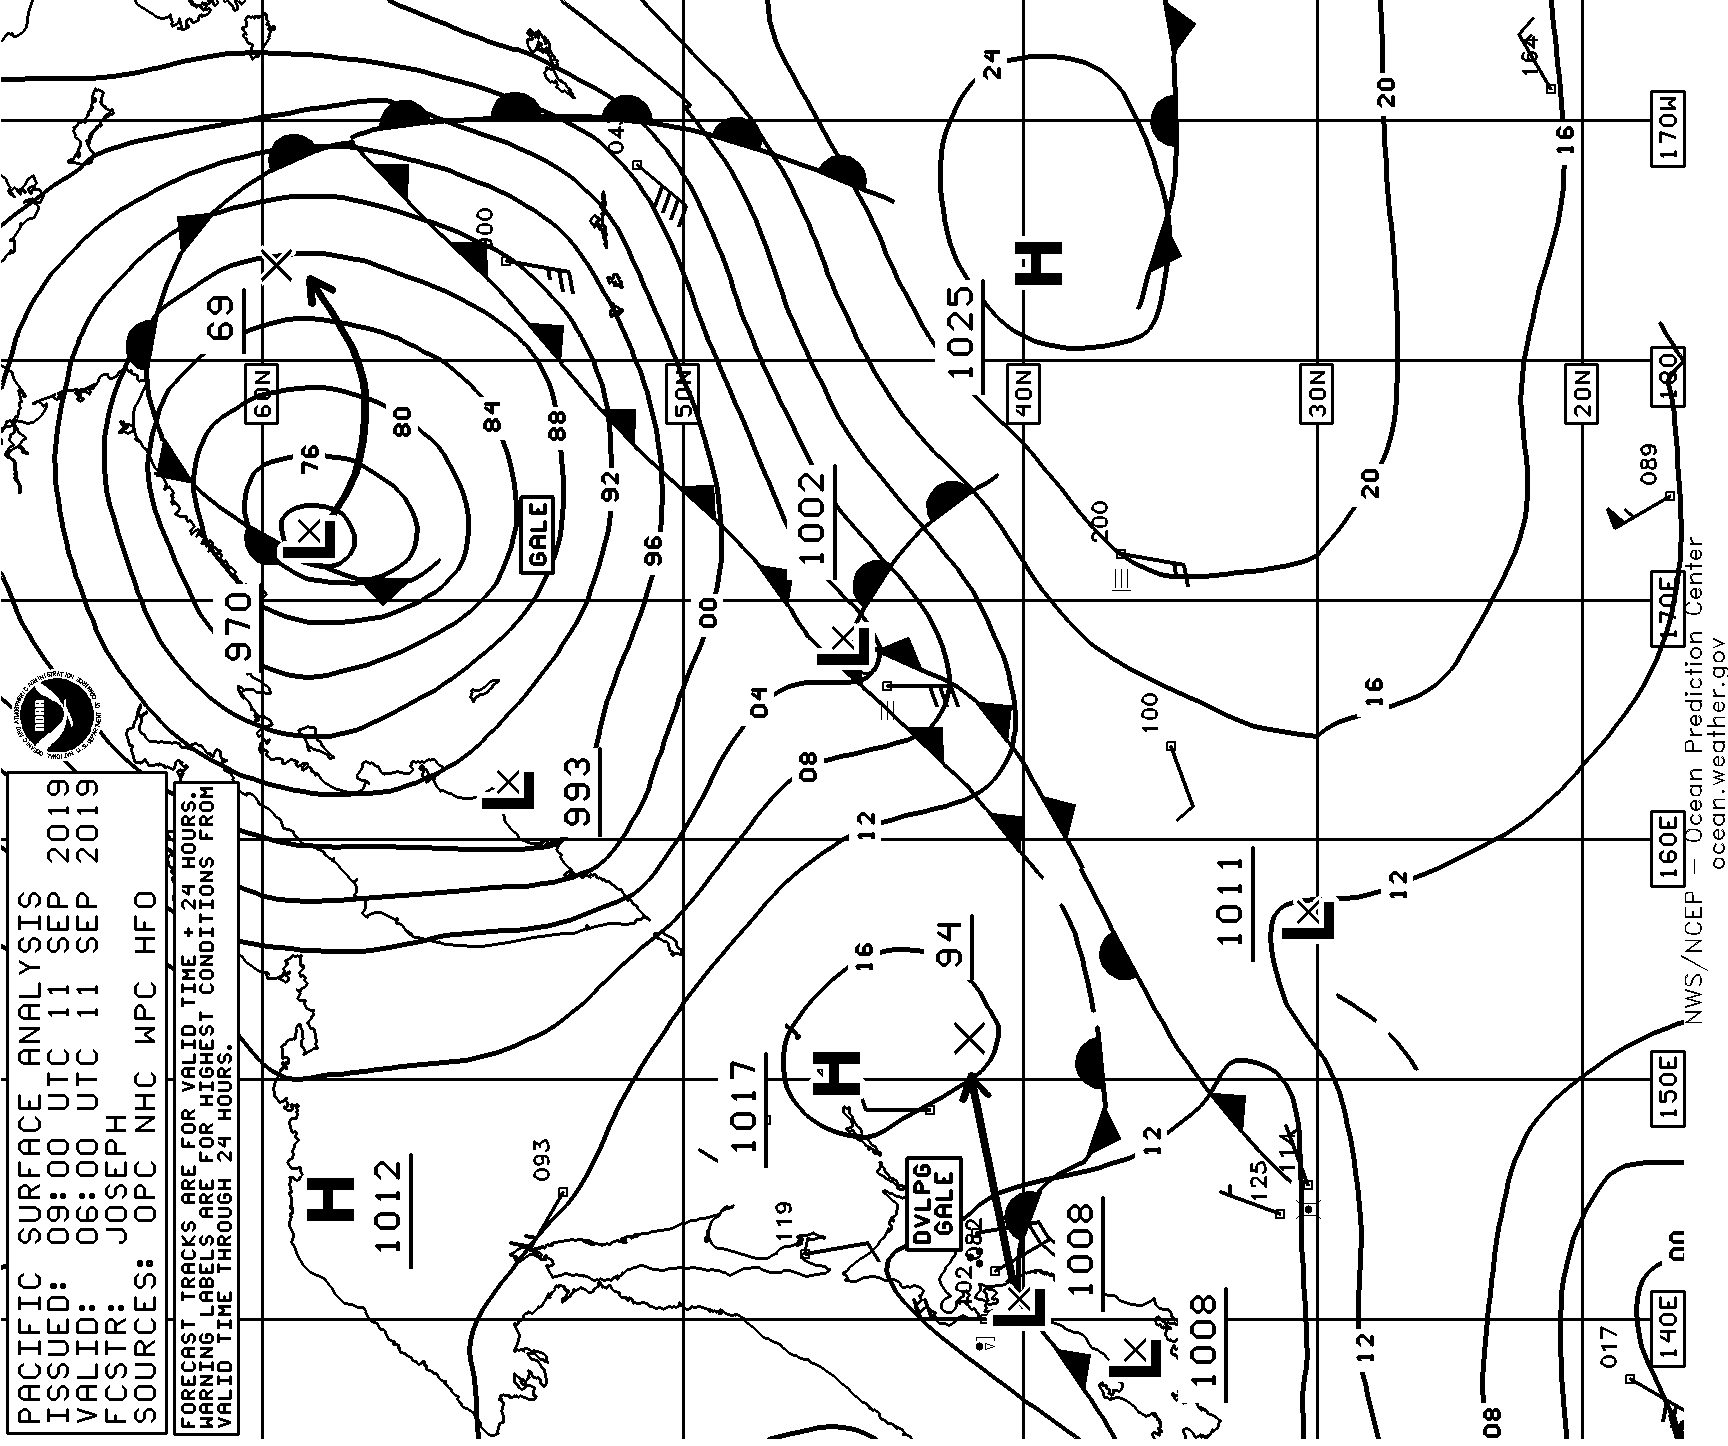 PACIFIC SURFACE ANALYSIS
ISSUED: 09:00 UTC 11 SEP 2019
VALID: 06:00 UTC 11 SEP 2019
FCSTR: JOSEPH
SOURCES: OPC NHC WPC HFO
FORECAST TRACKS ARE FOR VALID TIME + 24 HOURS.
WARNING LABELS ARE FOR HIGHEST CONDITIONS FROM
VALID TIME THROUGH 24 HOURS.
H
1012
093
L
993
970
L
69
76
80
84
88
92
96
00
04
08
12
GALE
60N
50N
40N
30N
20N
1002
L
1025
H
24
20
16
164
170W
180
089
200
20
16
100
170E
160E
1011
L
12
16
94
1017
H
119
DVLPG
GALE
12
125
114
082
02
1008
L
1008
L
150E
140E
12
08
00
017
NWS/NCEP – Ocean Prediction Center
ocean.weather.gov